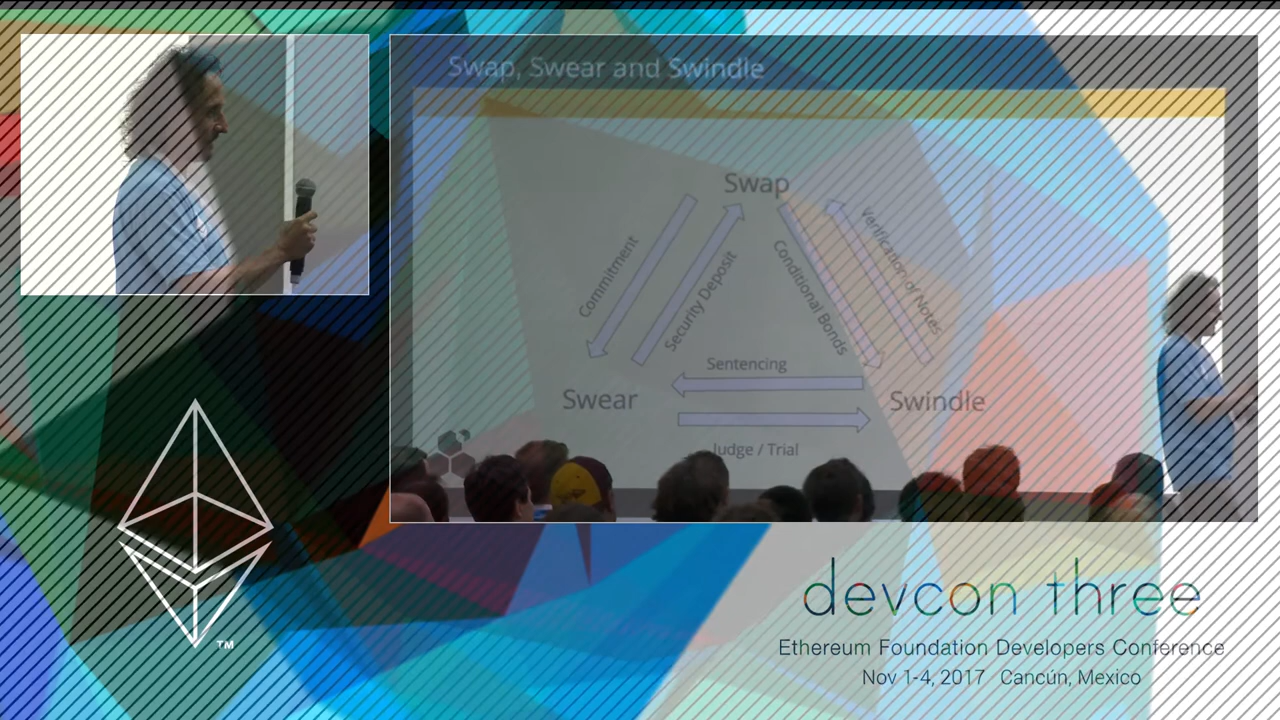 Swap, Swear and Swindle
Swap
Commitment
Security Deposit
Conditional Bonds
Verification of Notes
Sentencing
Swear
Swindle
Judge / Trial
devcon three
Ethereum Foundation Developers Conference
Nov 1-4, 2017 Cancún, Mexico
TM